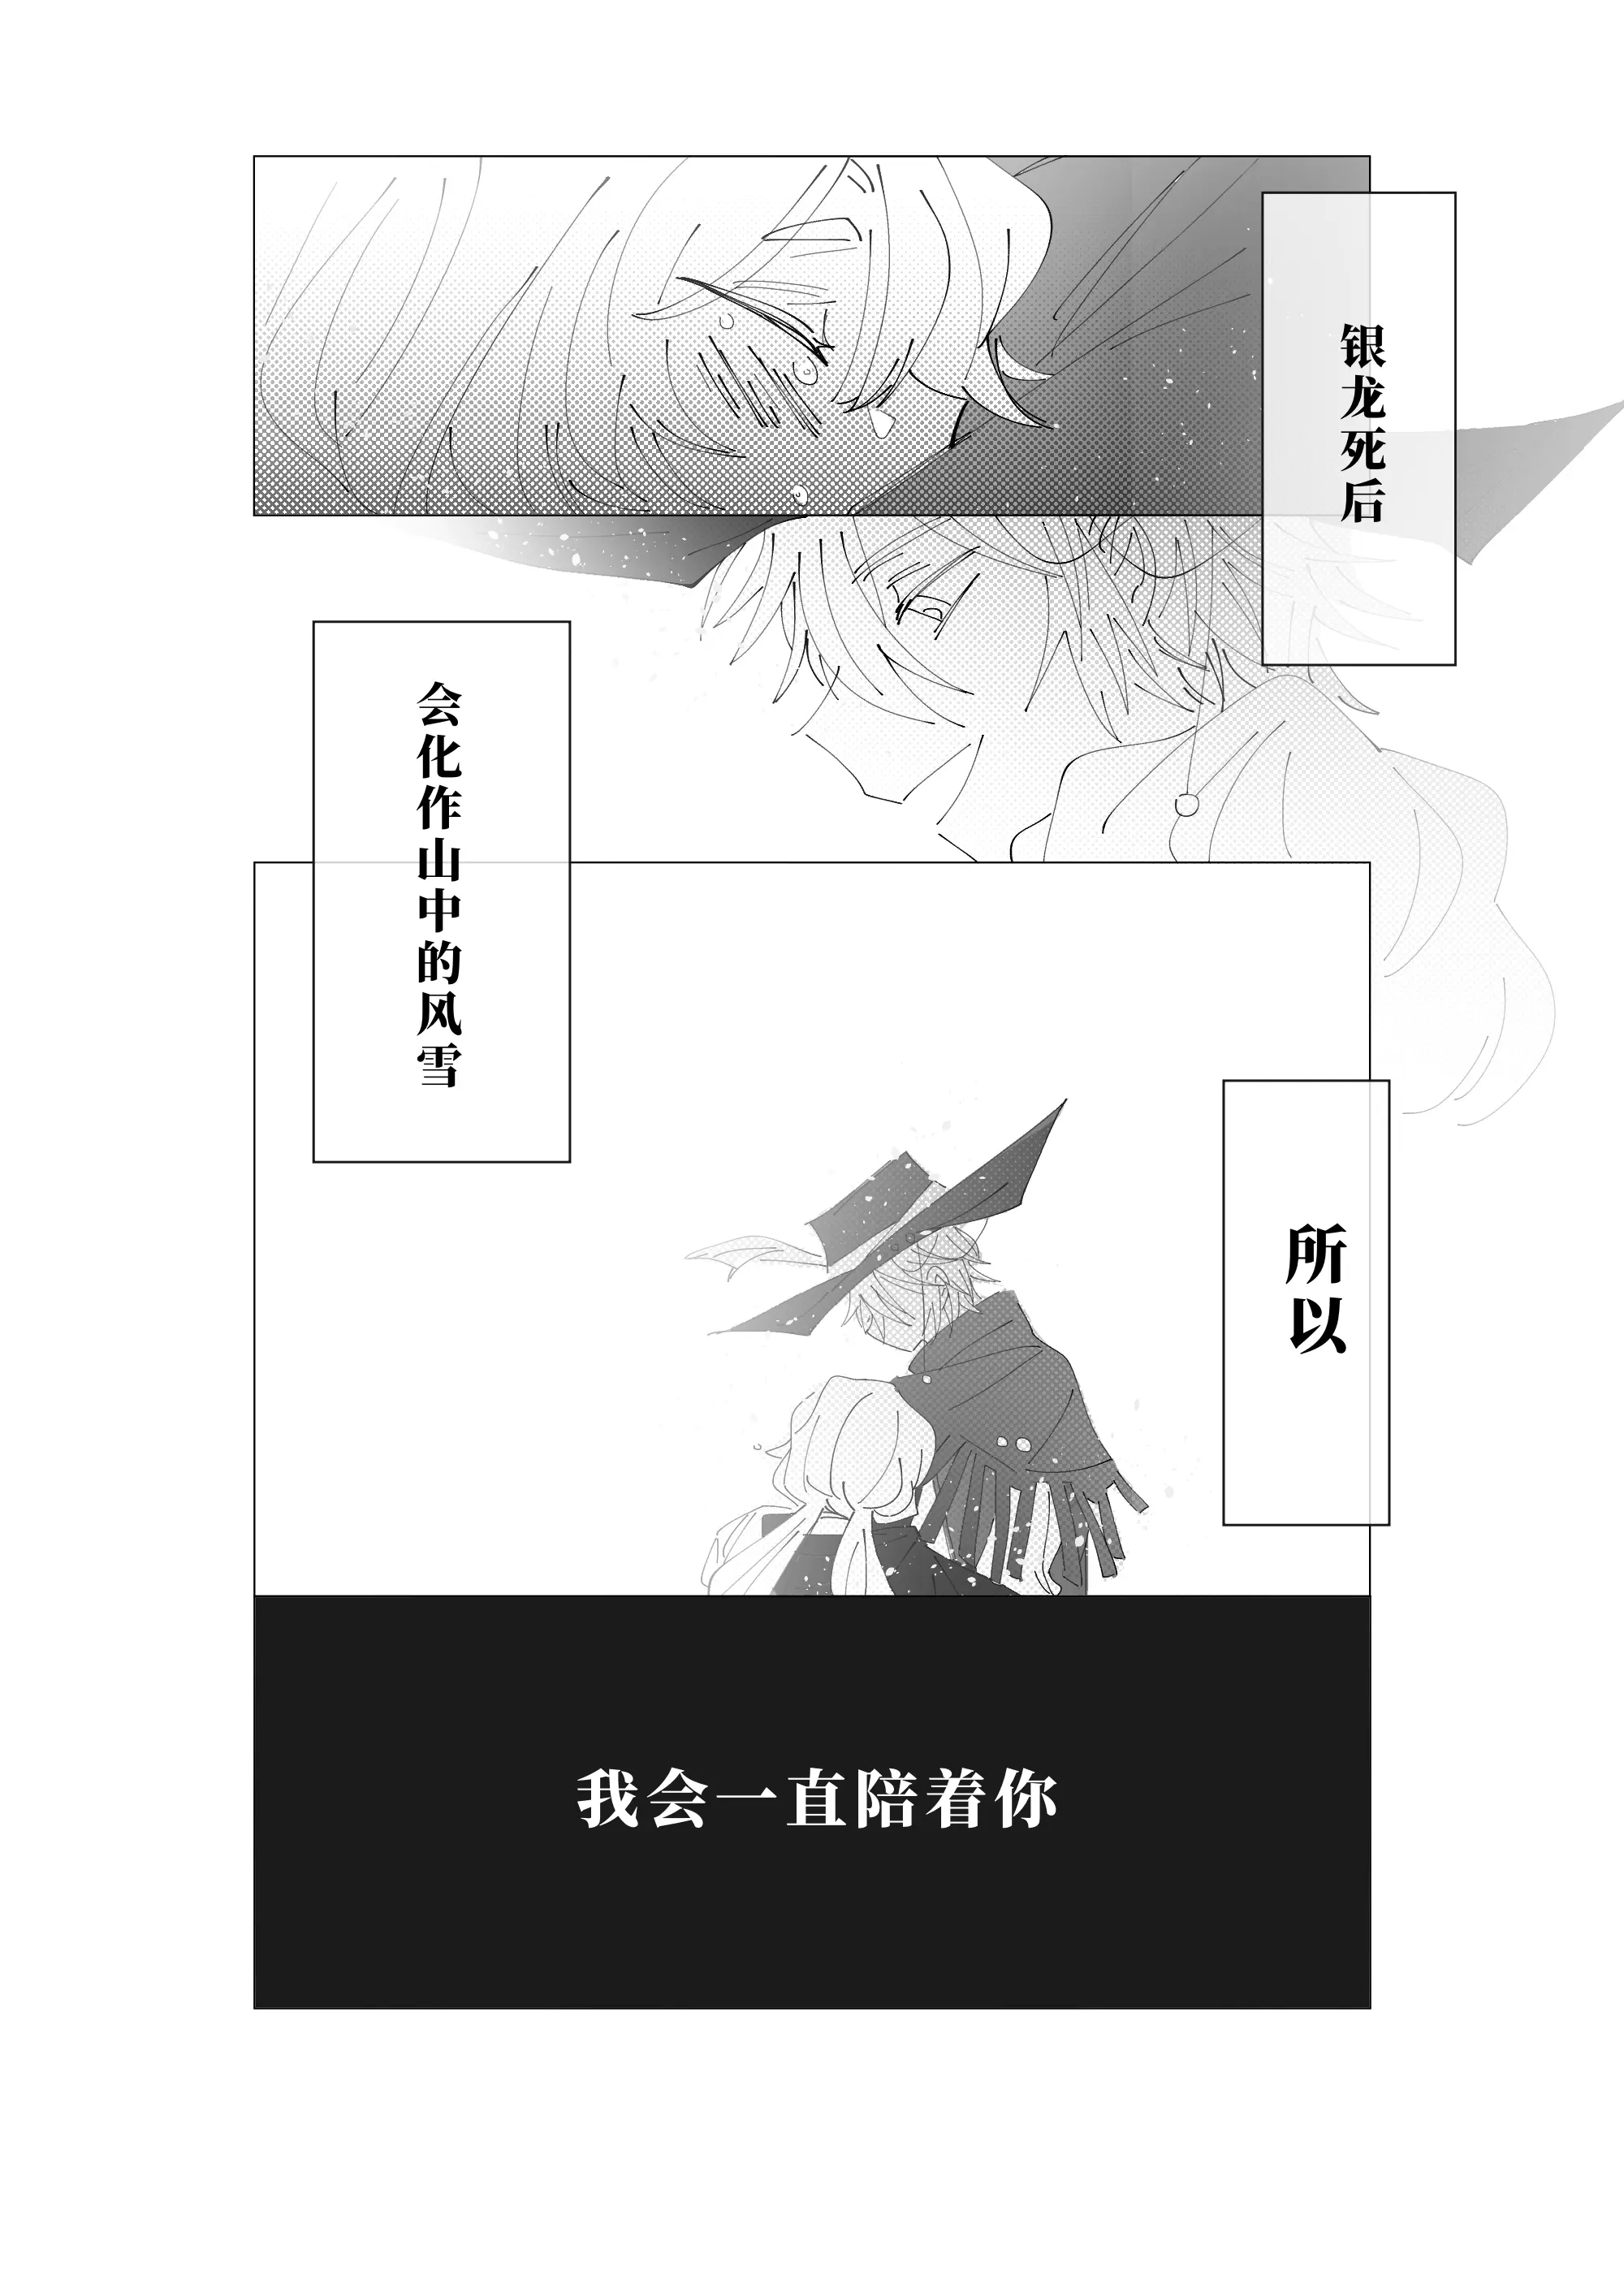 银龙死后
会化作山中的风雪
所以
我会一直陪着你